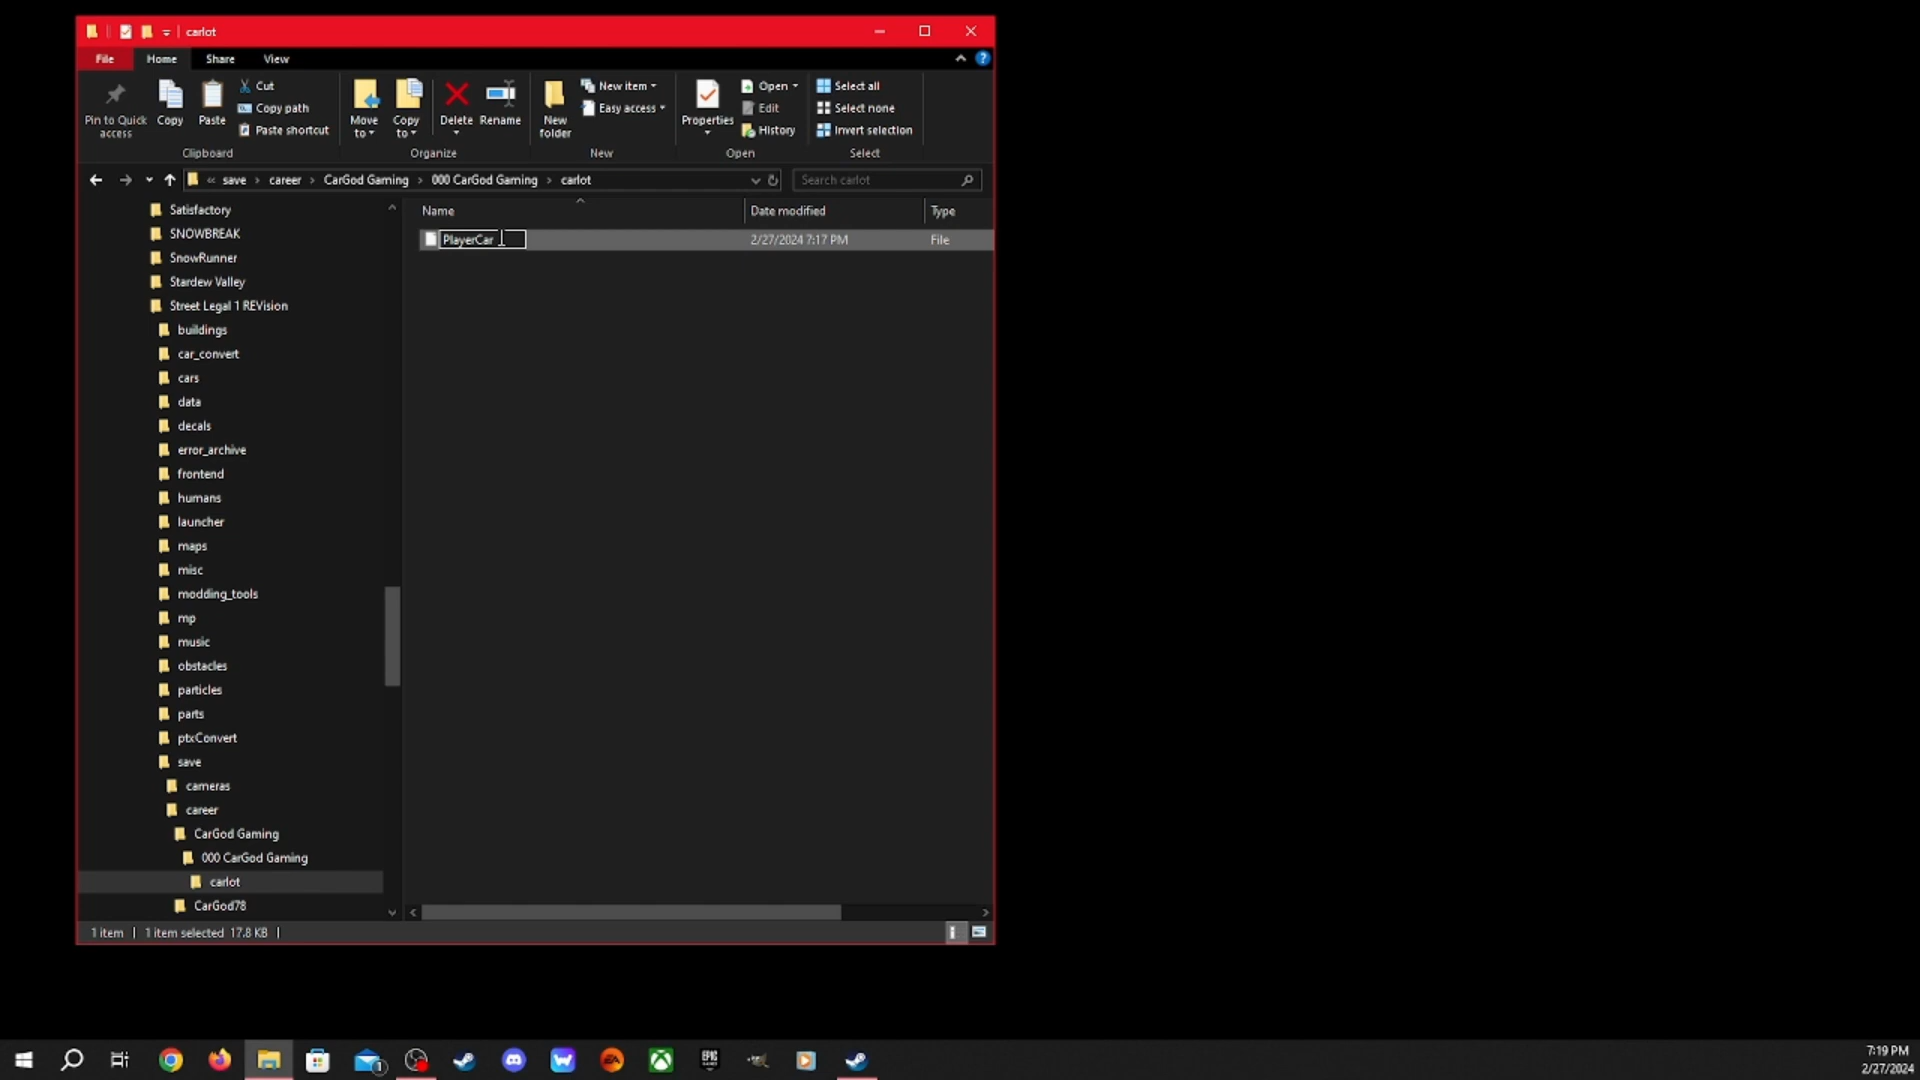 carlot
File Home Share View
Pin to Quick access
Copy
Paste
Cut
Copy path
Paste shortcut
Clipboard
Move to
Copy to
Delete
Rename
Organize
New folder
New item
Easy access
New
Properties
Open
Edit
History
Open
Select all
Select none
Invert selection
Select
« save › career › CarGod Gaming › 000 CarGod Gaming › carlot
Search carlot
Name Date modified Type
PlayerCar 2/27/2024 7:17 PM File
Satisfactory
SNOWBREAK
SnowRunner
Stardew Valley
Street Legal 1 REVision
buildings
car_convert
cars
data
decals
error_archive
frontend
humans
launcher
maps
misc
modding_tools
mp
music
obstacles
particles
parts
ptxConvert
save
cameras
career
CarGod Gaming
000 CarGod Gaming
carlot
CarGod78
1 item | 1 item selected 17.8 KB |
1
EA
EPIC
7:19 PM
2/27/2024